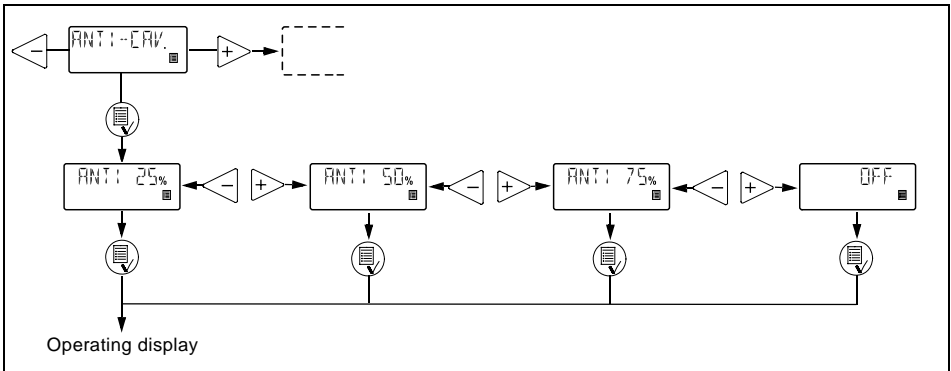 ANTI-CAV.
- +
ANTI 25% - + ANTI 50% - + ANTI 75% - + OFF
Operating display